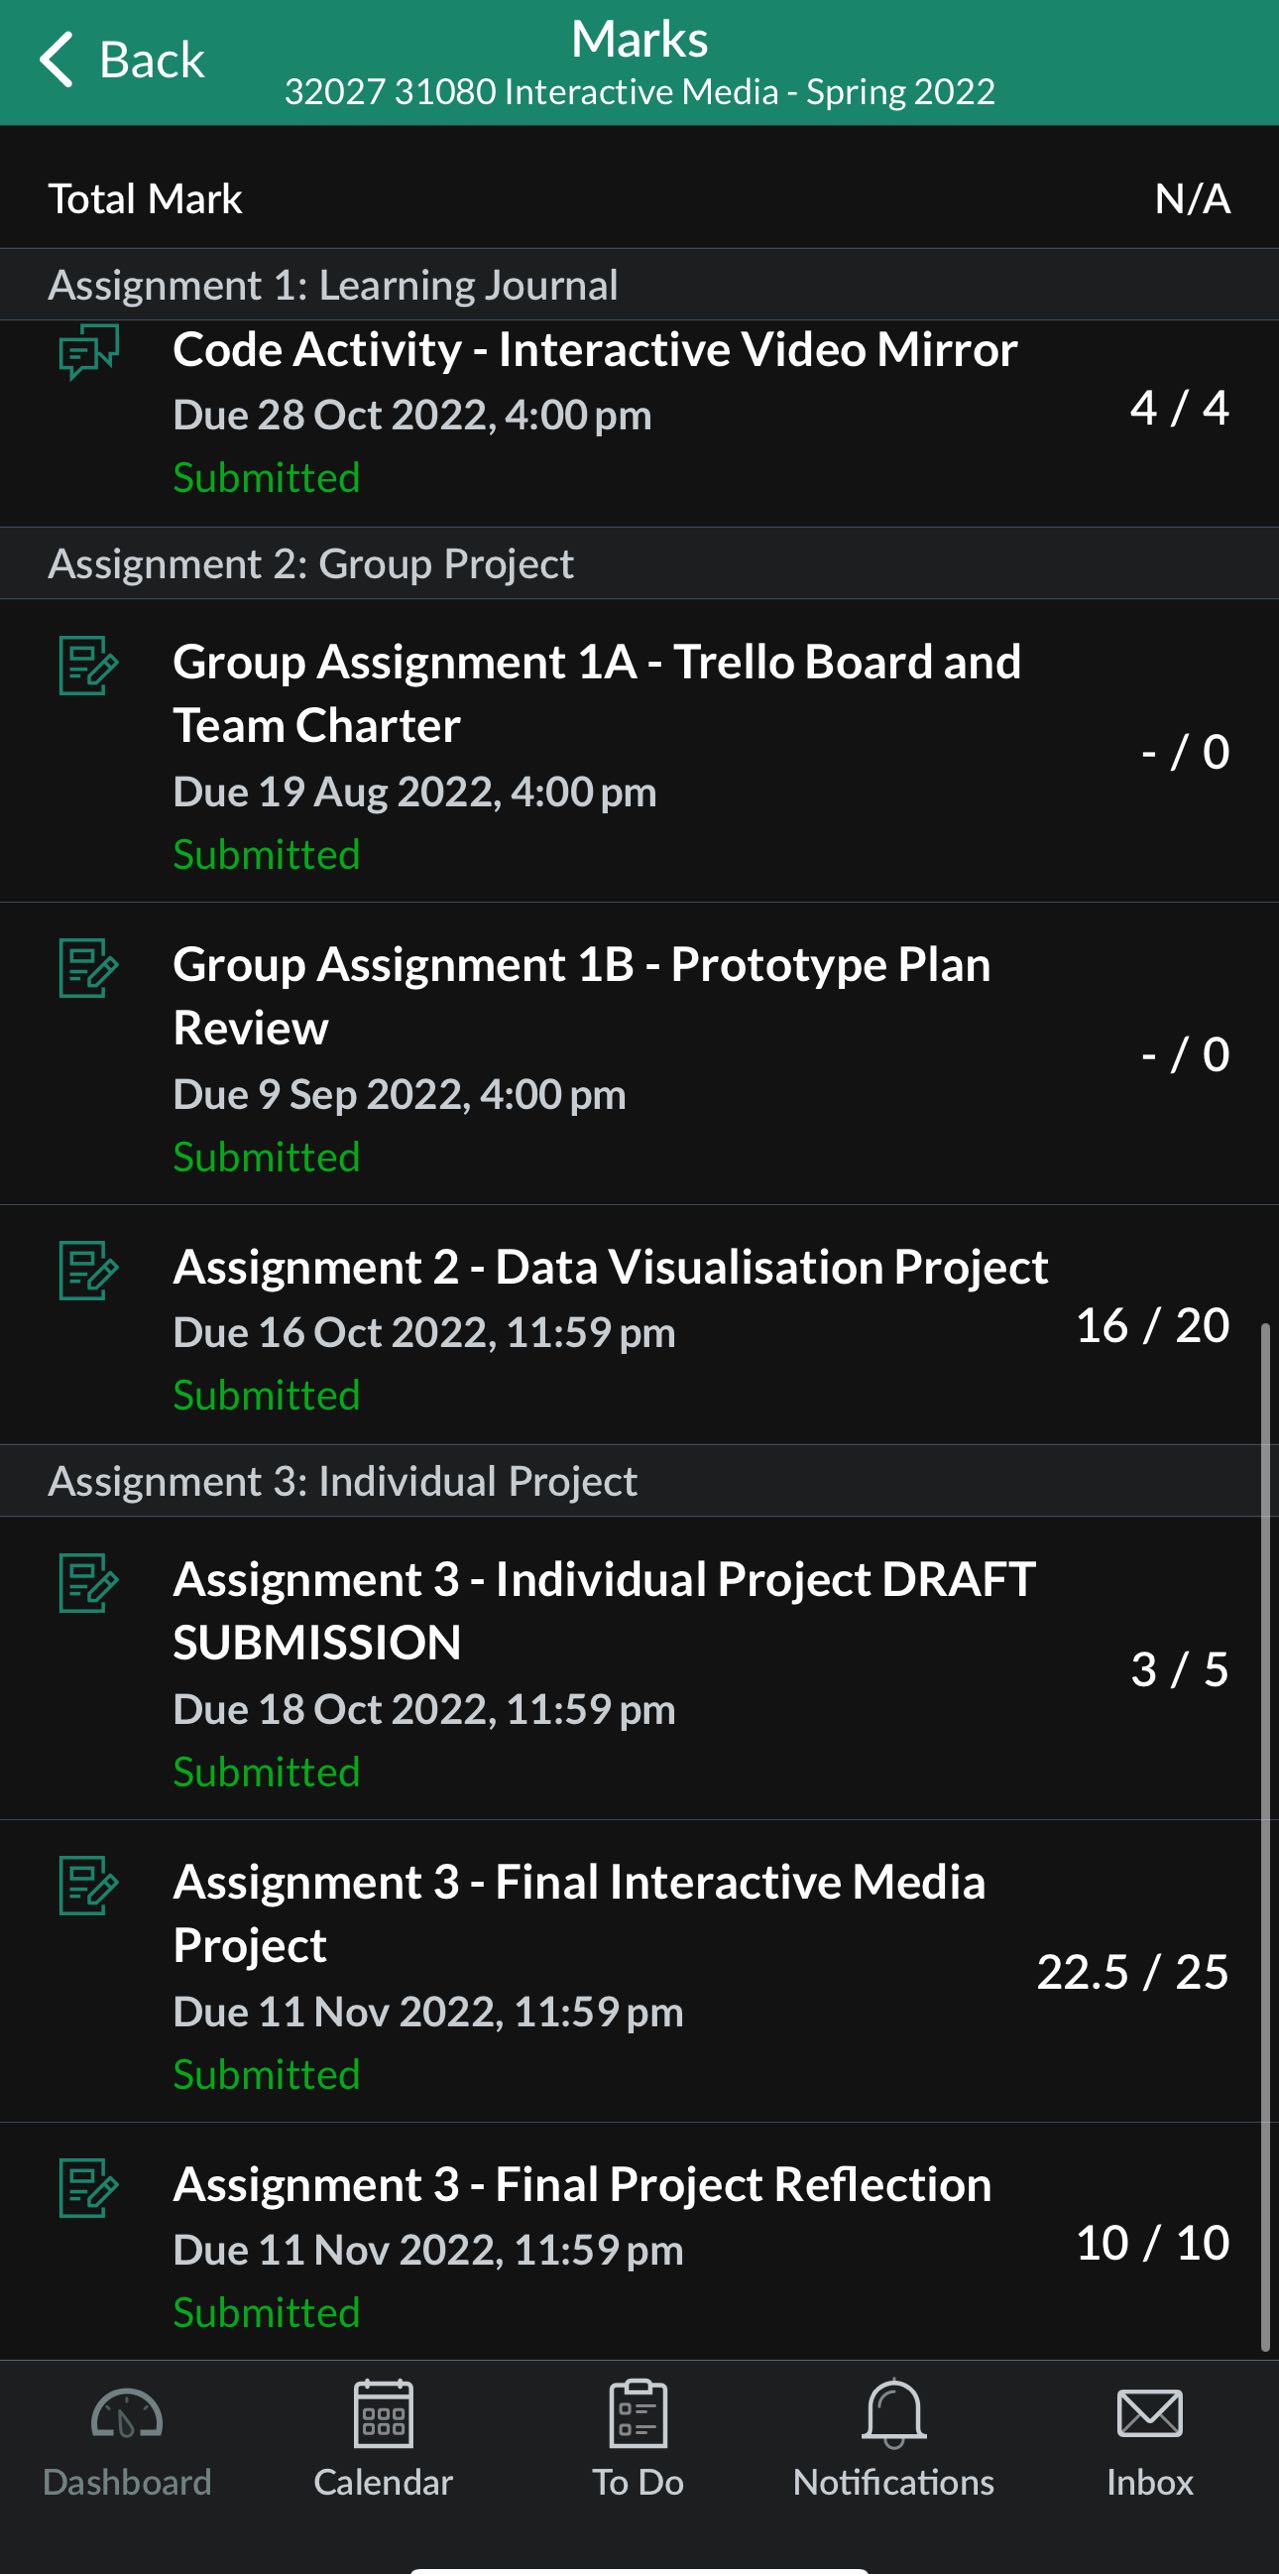 Back
Marks
32027 31080 Interactive Media - Spring 2022
Total Mark
N/A
Assignment 1: Learning Journal
Code Activity - Interactive Video Mirror
Due 28 Oct 2022, 4:00 pm
4 / 4
Submitted
Assignment 2: Group Project
Group Assignment 1A - Trello Board and
Team Charter
- / 0
Due 19 Aug 2022, 4:00 pm
Submitted
Group Assignment 1B - Prototype Plan
Review
- / 0
Due 9 Sep 2022, 4:00 pm
Submitted
Assignment 2 - Data Visualisation Project
Due 16 Oct 2022, 11:59 pm
16 / 20
Submitted
Assignment 3: Individual Project
Assignment 3 - Individual Project DRAFT
SUBMISSION
3 / 5
Due 18 Oct 2022, 11:59 pm
Submitted
Assignment 3 - Final Interactive Media
Project
22.5 / 25
Due 11 Nov 2022, 11:59 pm
Submitted
Assignment 3 - Final Project Reflection
Due 11 Nov 2022, 11:59 pm
10 / 10
Submitted
Dashboard
Calendar
To Do
Notifications
Inbox